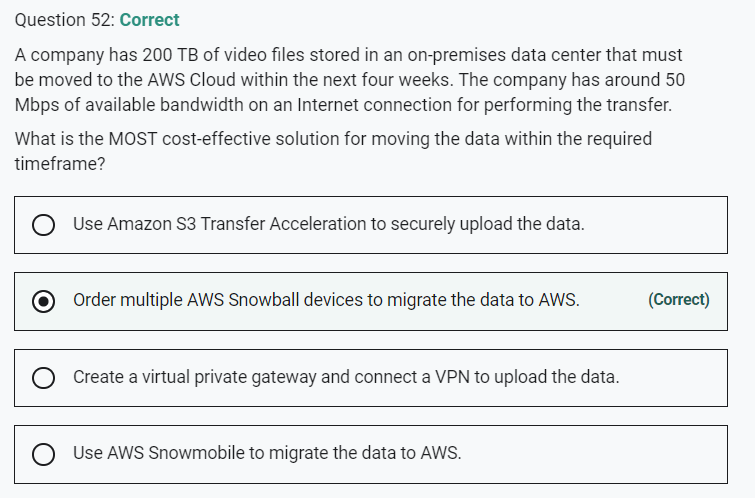 Question 52: Correct
A company has 200 TB of video files stored in an on-premises data center that must
be moved to the AWS Cloud within the next four weeks. The company has around 50
Mbps of available bandwidth on an Internet connection for performing the transfer.
What is the MOST cost-effective solution for moving the data within the required
timeframe?
Use Amazon S3 Transfer Acceleration to securely upload the data.
Order multiple AWS Snowball devices to migrate the data to AWS. (Correct)
Create a virtual private gateway and connect a VPN to upload the data.
Use AWS Snowmobile to migrate the data to AWS.